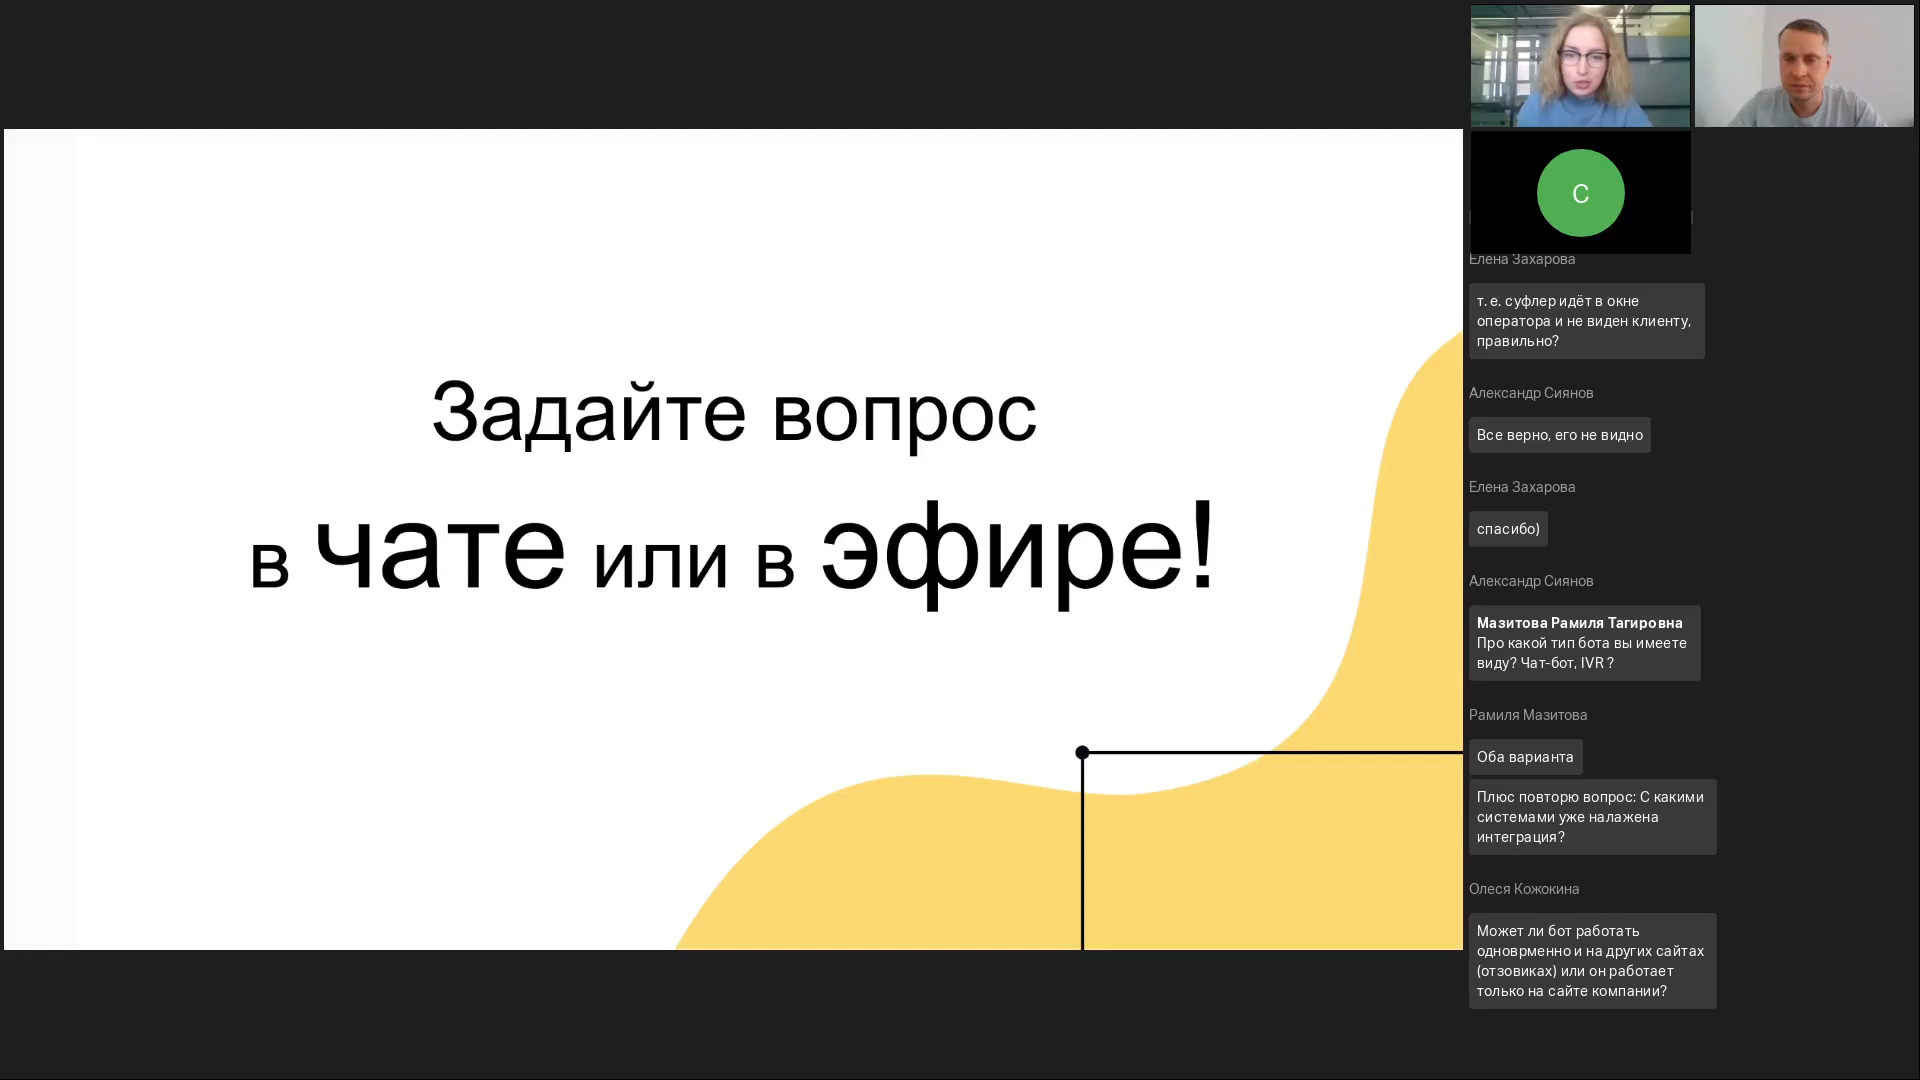 Задайте вопрос
в чате или в эфире!
С
Елена Захарова
т. е. суфлер идёт в окне
оператора и не виден клиенту,
правильно?
Александр Сиянов
Все верно, его не видно
Елена Захарова
спасибо)
Александр Сиянов
Мазитова Рамиля Тагировна
Про какой тип бота вы имеете
виду? Чат-бот, IVR ?
Рамиля Мазитова
Оба варианта
Плюс повторю вопрос: С какими
системами уже налажена
интеграция?
Олеся Кожокина
Может ли бот работать
одноврменно и на других сайтах
(отзовиках) или он работает
только на сайте компании?